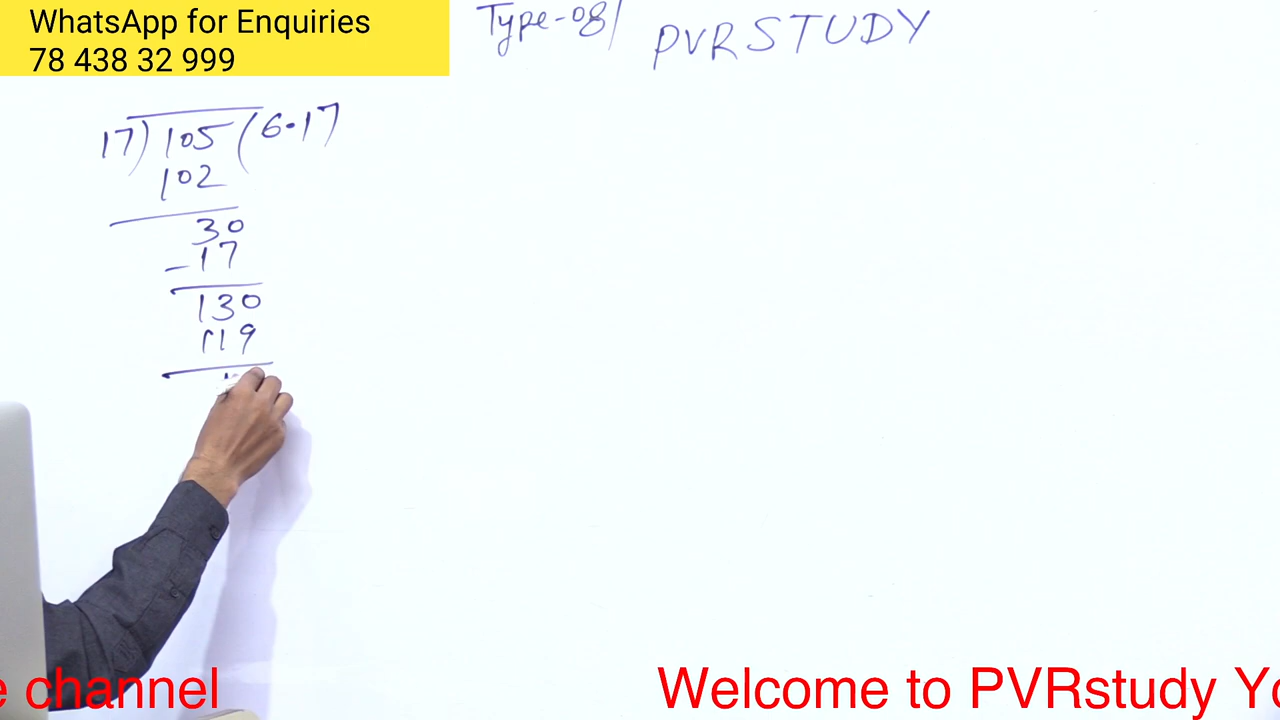 WhatsApp for Enquiries
78 438 32 999
Type-08/
PVRSTUDY
17) 105 (6.17
102
30
-17
130
119
e channel
Welcome to PVRstudy Yo